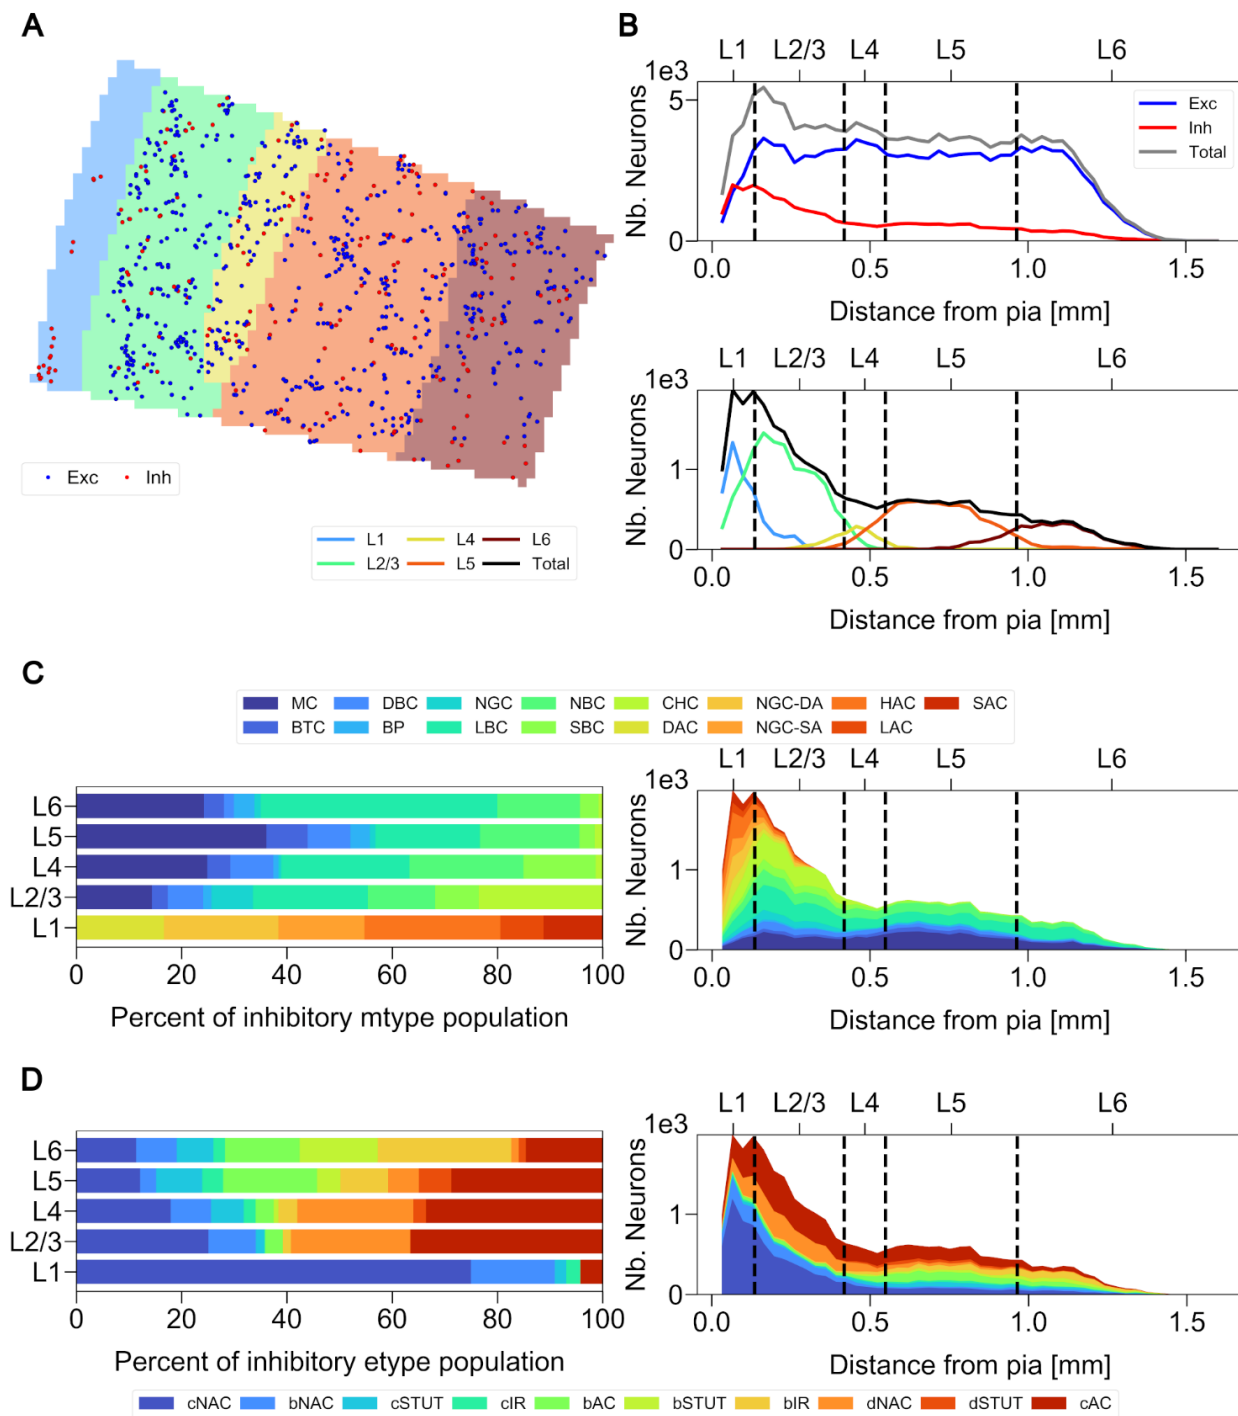 A
Exc Inh
L1 L4 L6
L2/3 L5 Total
B
L1 L2/3 L4 L5 L6
1e3
5
0
Nb. Neurons
Exc
Inh
Total
0.0 0.5 1.0 1.5
Distance from pia [mm]
L1 L2/3 L4 L5 L6
1e3
1
0
Nb. Neurons
0.0 0.5 1.0 1.5
Distance from pia [mm]
C
MC DBC NGC NBC CHC NGC-DA HAC SAC
BTC BP LBC SBC DAC NGC-SA LAC
L6
L5
L4
L2/3
L1
0 20 40 60 80 100
Percent of inhibitory mtype population
L1 L2/3 L4 L5 L6
1e3
1
0
Nb. Neurons
0.0 0.5 1.0 1.5
Distance from pia [mm]
D
L6
L5
L4
L2/3
L1
0 20 40 60 80 100
Percent of inhibitory etype population
L1 L2/3 L4 L5 L6
1e3
1
0
Nb. Neurons
0.0 0.5 1.0 1.5
Distance from pia [mm]
cNAC bNAC cSTUT cIR bAC bSTUT bIR dNAC dSTUT cAC